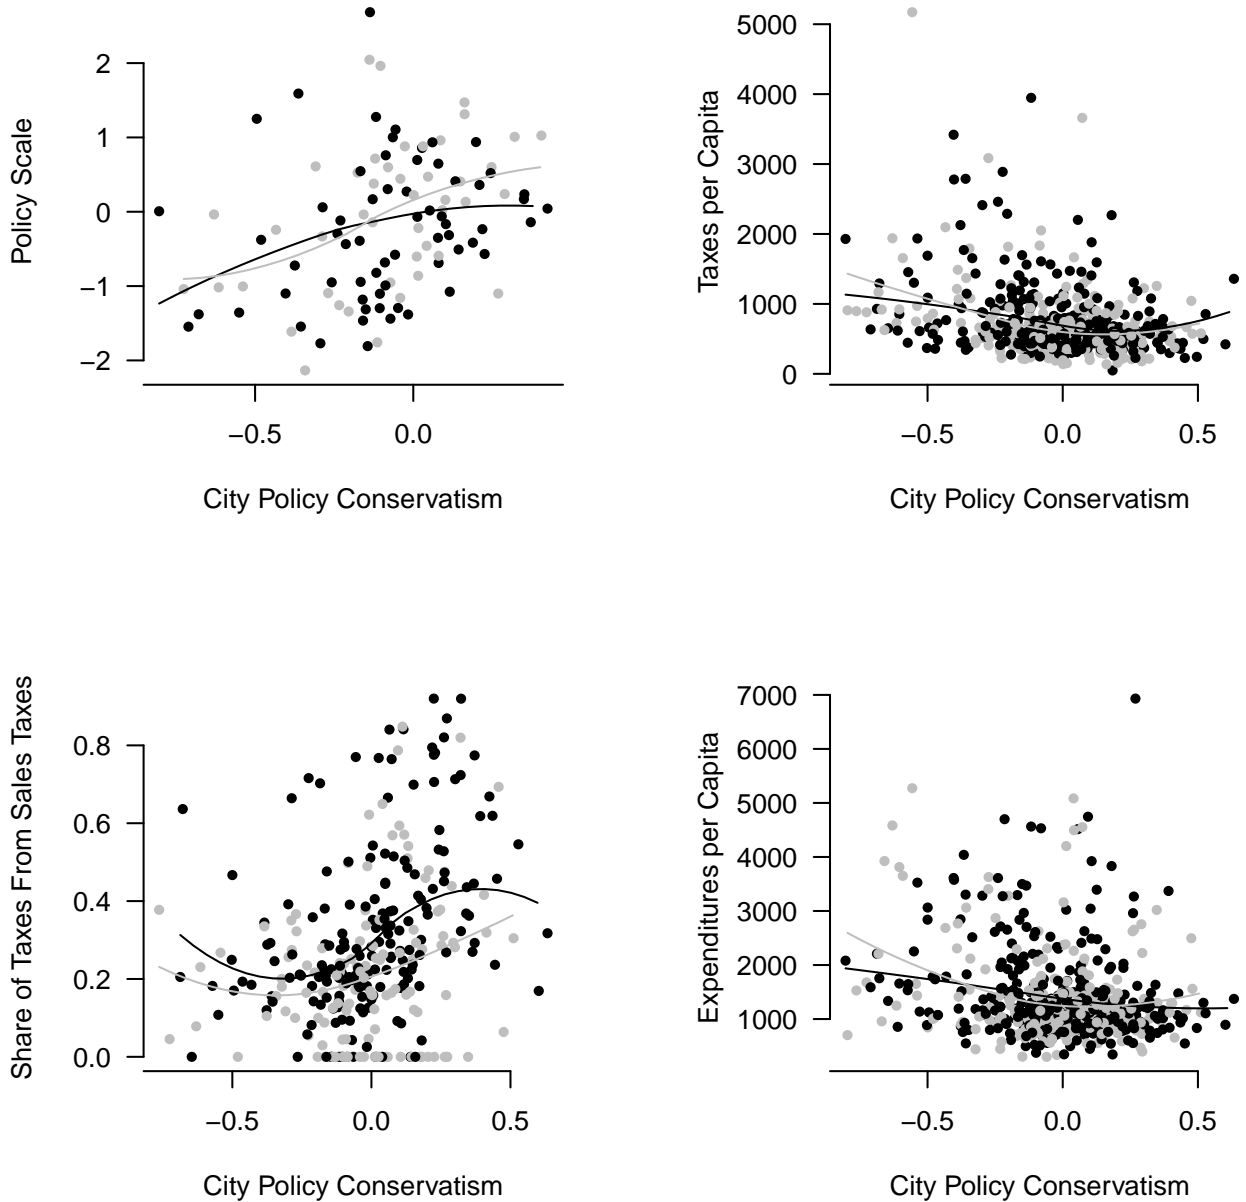 Policy Scale
2
1
0
−1
−2
−0.5 0.0
City Policy Conservatism
Taxes per Capita
5000
4000
3000
2000
1000
0
−0.5 0.0 0.5
City Policy Conservatism
Share of Taxes From Sales Taxes
0.8
0.6
0.4
0.2
0.0
−0.5 0.0 0.5
City Policy Conservatism
Expenditures per Capita
7000
6000
5000
4000
3000
2000
1000
−0.5 0.0 0.5
City Policy Conservatism